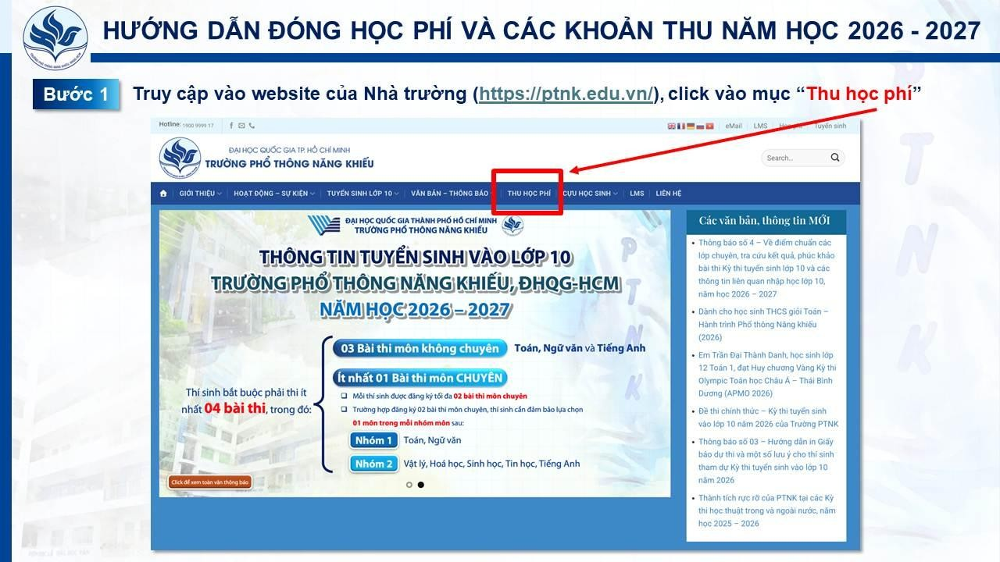 HƯỚNG DẪN ĐÓNG HỌC PHÍ VÀ CÁC KHOẢN THU NĂM HỌC 2026 - 2027
Bước 1 Truy cập vào website của Nhà trường (https://ptnk.edu.vn/), click vào mục “Thu học phí”
Hotline: 1900 9999 17
eMail LMS Học phí Tuyển sinh
ĐẠI HỌC QUỐC GIA TP. HỒ CHÍ MINH
TRƯỜNG PHỔ THÔNG NĂNG KHIẾU
Search...
GIỚI THIỆU HOẠT ĐỘNG – SỰ KIỆN TUYỂN SINH LỚP 10 VĂN BẢN – THÔNG BÁO THU HỌC PHÍ CỰU HỌC SINH LMS LIÊN HỆ
ĐẠI HỌC QUỐC GIA THÀNH PHỐ HỒ CHÍ MINH
TRƯỜNG PHỔ THÔNG NĂNG KHIẾU
THÔNG TIN TUYỂN SINH VÀO LỚP 10
TRƯỜNG PHỔ THÔNG NĂNG KHIẾU, ĐHQG-HCM
NĂM HỌC 2026 – 2027
Thí sinh bắt buộc phải thi ít
nhất 04 bài thi, trong đó:
03 Bài thi môn không chuyên Toán, Ngữ văn và Tiếng Anh
Ít nhất 01 Bài thi môn CHUYÊN
Mỗi thí sinh được đăng ký tối đa 02 bài thi môn chuyên
Trường hợp đăng ký 02 bài thi môn chuyên, thí sinh cần đảm bảo lựa chọn
01 môn trong mỗi nhóm môn sau:
Nhóm 1 Toán, Ngữ văn
Nhóm 2 Vật lý, Hoá học, Sinh học, Tin học, Tiếng Anh
Click để xem toàn văn thông báo
PTNK
Các văn bản, thông tin MỚI
Thông báo số 4 – Về điểm chuẩn các
lớp chuyên, tra cứu kết quả, phúc khảo
bài thi Kỳ thi tuyển sinh lớp 10 và các
thông tin liên quan nhập học lớp 10,
năm học 2026 – 2027
Dành cho học sinh THCS giỏi Toán –
Hành trình Phổ thông Năng khiếu
(2026)
Em Trần Đại Thành Danh, học sinh lớp
12 Toán 1, đạt Huy chương Vàng Kỳ thi
Olympic Toán học Châu Á – Thái Bình
Dương (APMO 2026)
Đề thi chính thức – Kỳ thi tuyển sinh
vào lớp 10 năm 2026 của Trường PTNK
Thông báo số 03 – Hướng dẫn in Giấy
báo dự thi và một số lưu ý cho thí sinh
tham dự Kỳ thi tuyển sinh vào lớp 10
năm 2026
Thành tích rực rỡ của PTNK tại các Kỳ
thi học thuật trong và ngoài nước, năm
học 2025 – 2026
PTNK